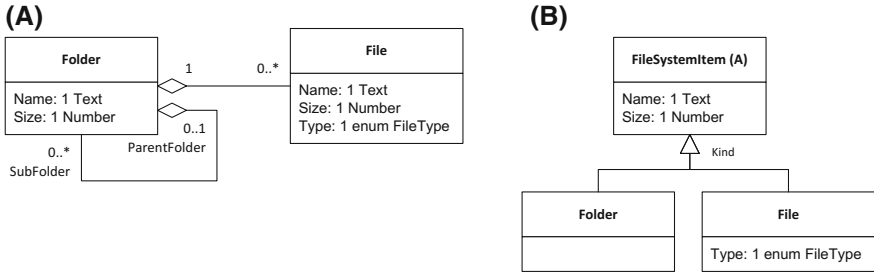 (A)
Folder
Name: 1 Text
Size: 1 Number
1
0..*
File
Name: 1 Text
Size: 1 Number
Type: 1 enum FileType
0..1
ParentFolder
0..*
SubFolder
(B)
FileSystemItem (A)
Name: 1 Text
Size: 1 Number
Kind
Folder
File
Type: 1 enum FileType